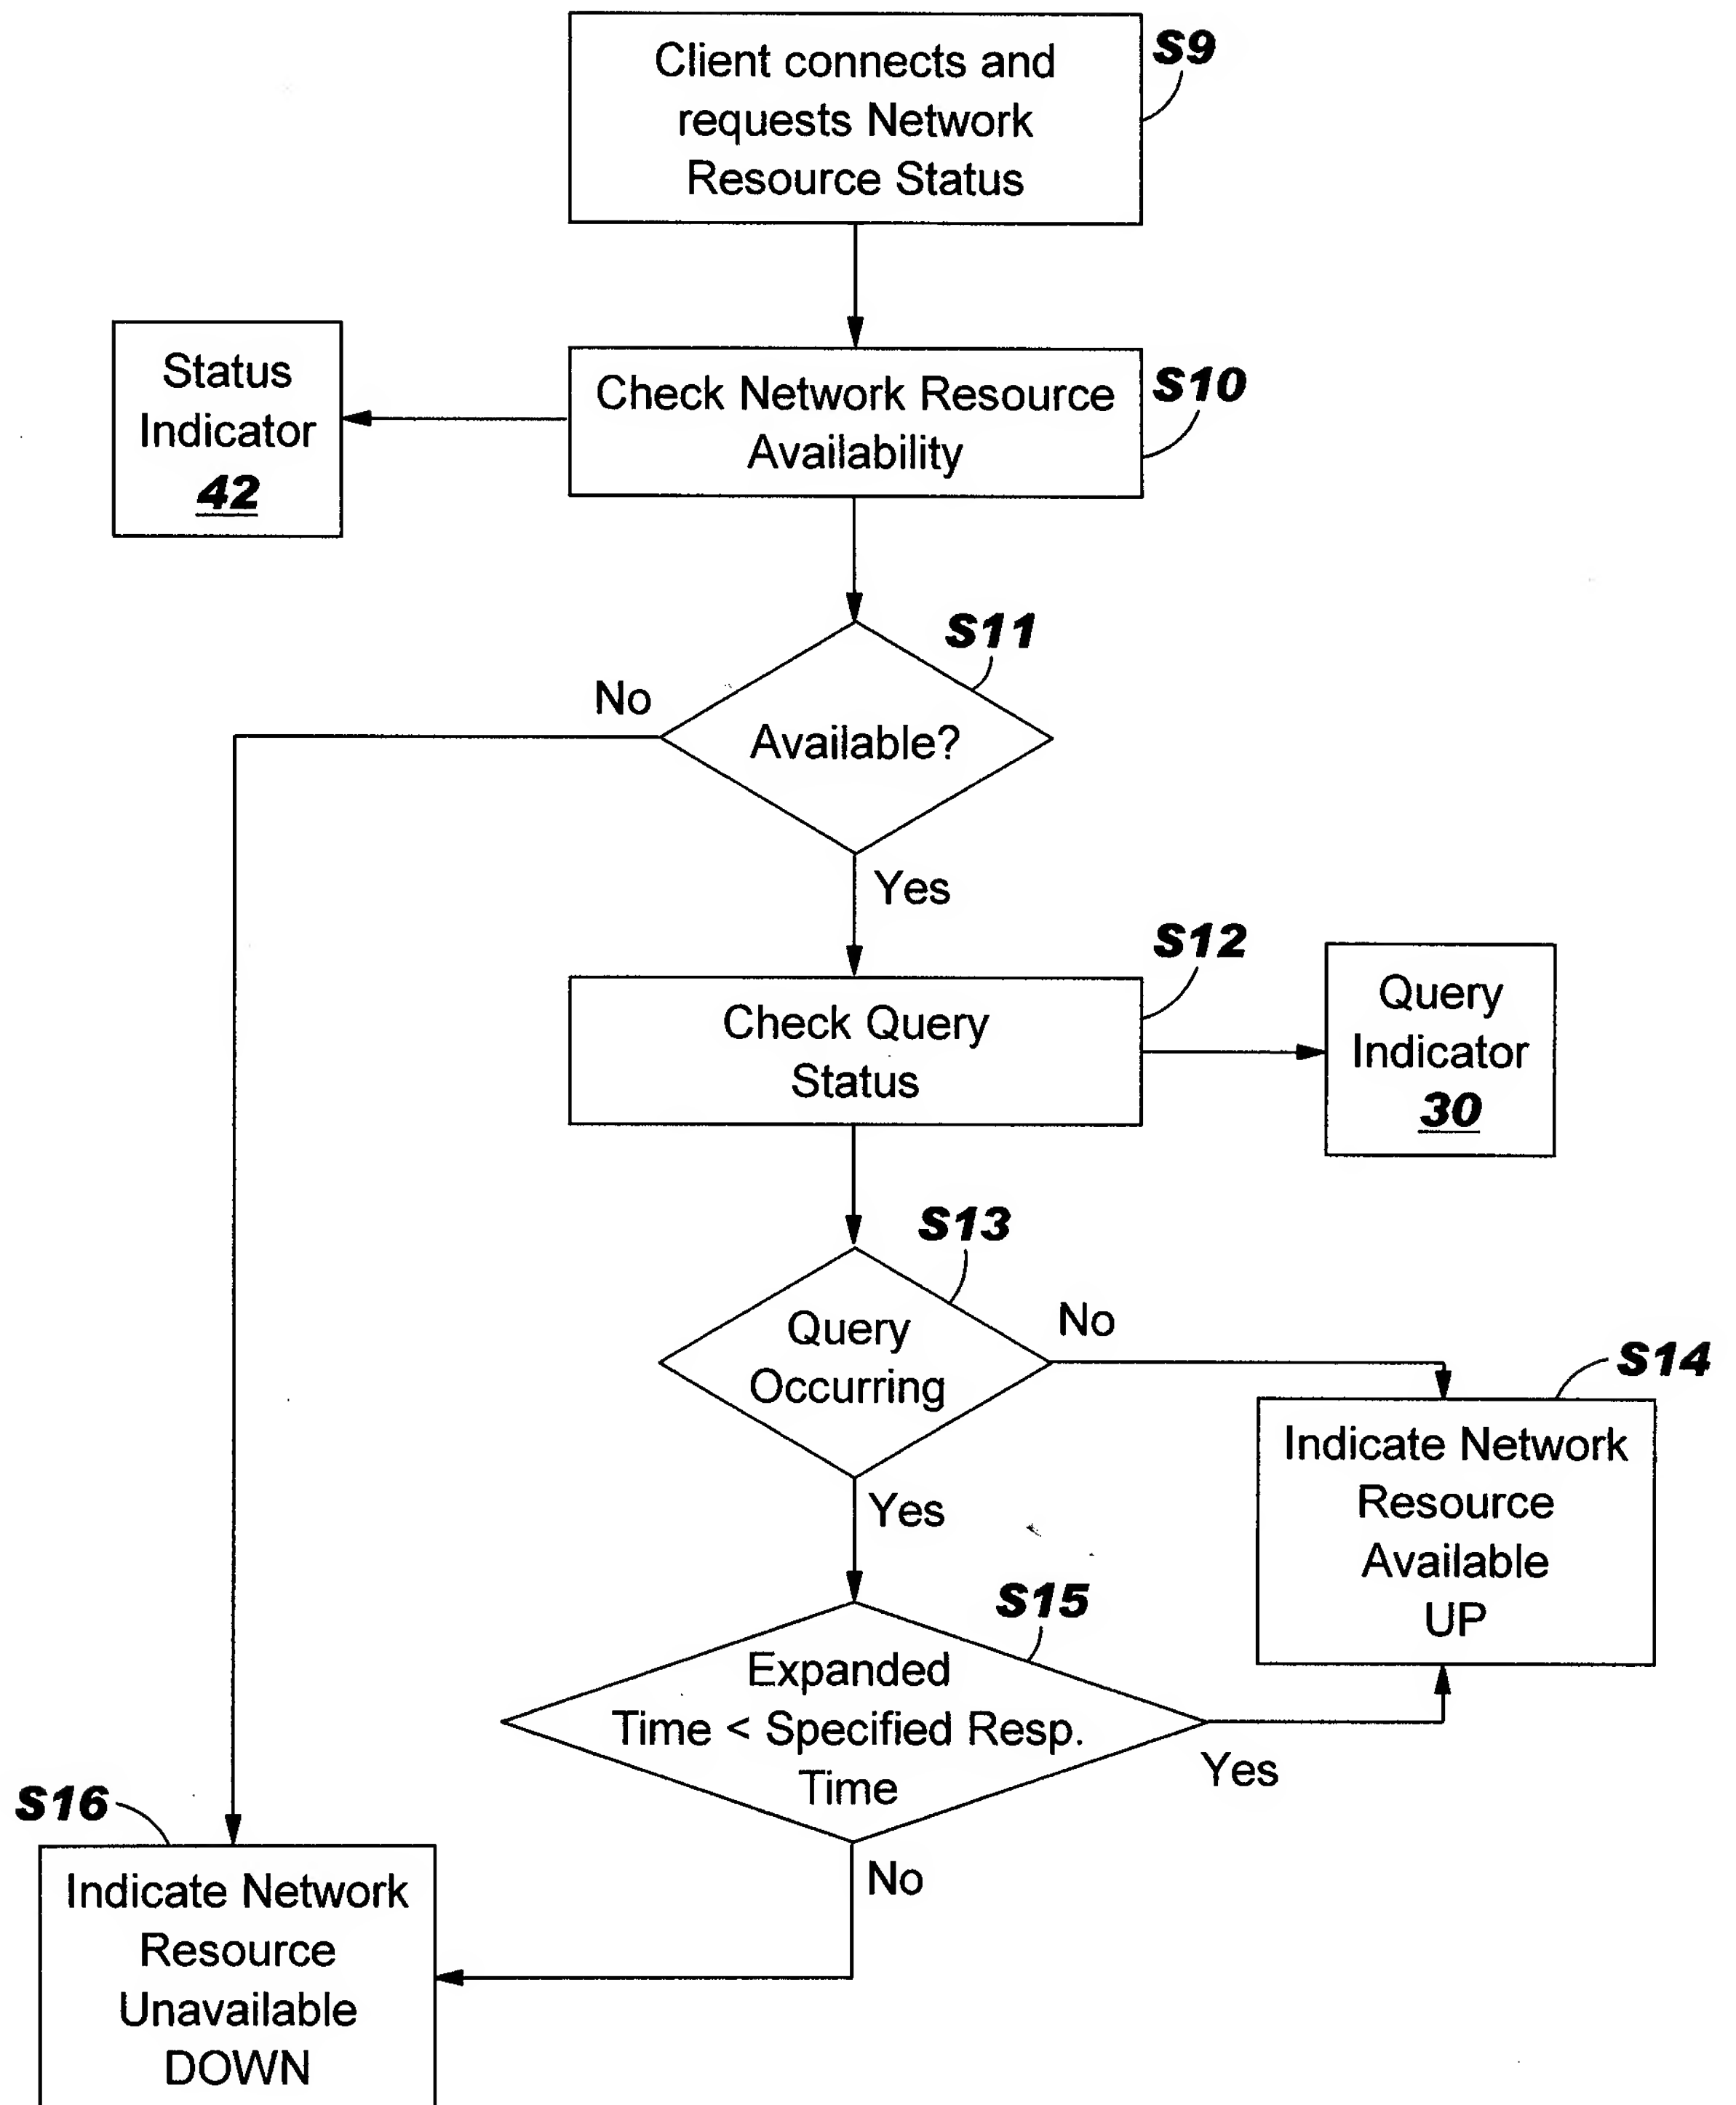 Client connects and
requests Network
Resource Status
S9
Status
Indicator
42
Check Network Resource
Availability
S10
S11
No
Available?
Yes
S12
Check Query
Status
Query
Indicator
30
S13
Query
Occurring
No
S14
Indicate Network
Resource
Available
UP
Yes
S15
Expanded
Time < Specified Resp.
Time
Yes
No
S16
Indicate Network
Resource
Unavailable
DOWN